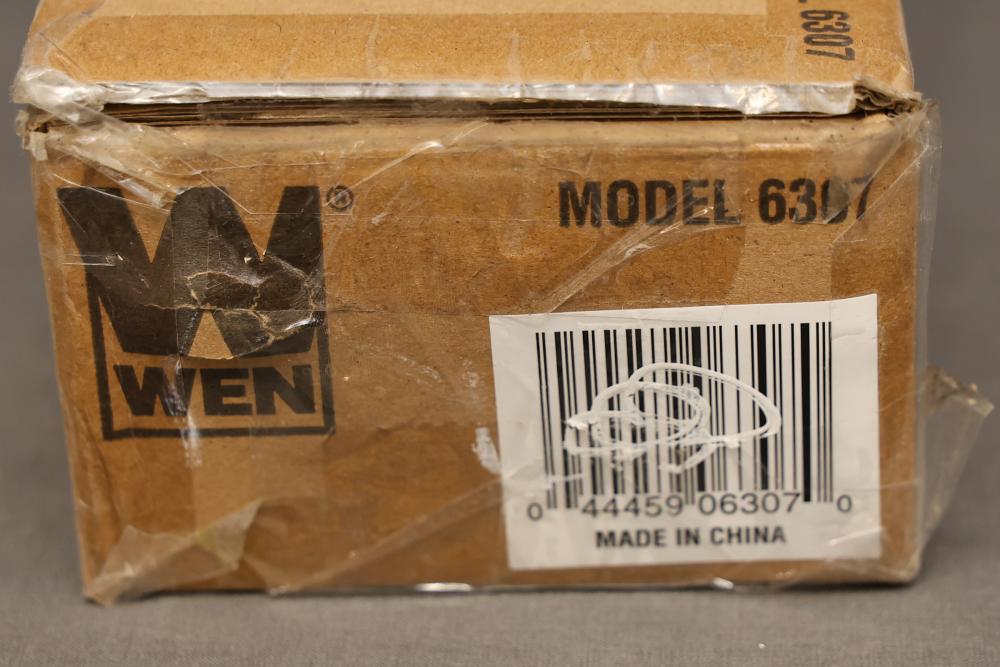 6307
WEN
®
MODEL 6307
0 44459 06307 0
MADE IN CHINA